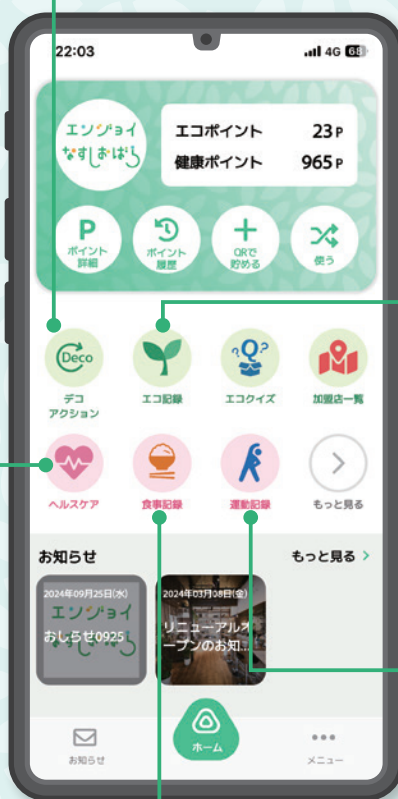 22:03
4G 68
エンジョイ
なすしおばら
エコポイント 23P
健康ポイント 965P
P
ポイント
詳細
ポイント
履歴
QRで
貯める
使う
Deco
デコ
アクション
エコ記録
?Q?
エコクイズ
加盟店一覧
ヘルスケア
食事記録
運動記録
もっと見る
お知らせ
もっと見る
2024年09月25日(水)
エンジョイ
おしらせ0925
2024年03月08日(金)
リニューアルオ
ープンのお知...
お知らせ
ホーム
メニュー